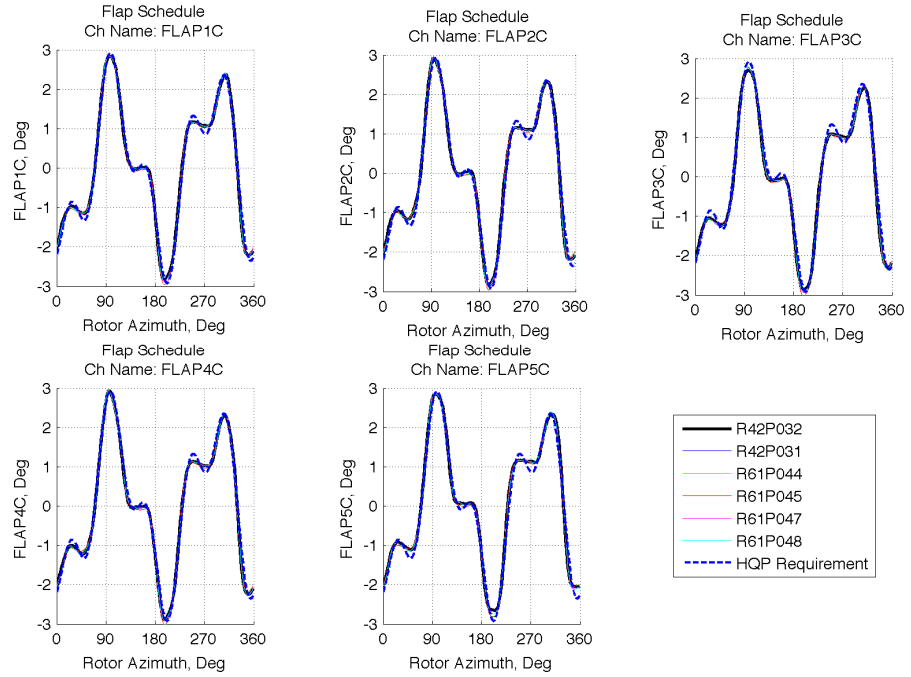 Flap Schedule
Ch Name: FLAP1C
3
2
1
0
-1
-2
-3
FLAP1C, Deg
0 90 180 270 360
Rotor Azimuth, Deg
Flap Schedule
Ch Name: FLAP2C
3
2
1
0
-1
-2
-3
FLAP2C, Deg
0 90 180 270 360
Rotor Azimuth, Deg
Flap Schedule
Ch Name: FLAP3C
3
2
1
0
-1
-2
-3
FLAP3C, Deg
0 90 180 270 360
Rotor Azimuth, Deg
Flap Schedule
Ch Name: FLAP4C
3
2
1
0
-1
-2
-3
FLAP4C, Deg
0 90 180 270 360
Rotor Azimuth, Deg
Flap Schedule
Ch Name: FLAP5C
3
2
1
0
-1
-2
-3
FLAP5C, Deg
0 90 180 270 360
Rotor Azimuth, Deg
R42P032
R42P031
R61P044
R61P045
R61P047
R61P048
HQP Requirement